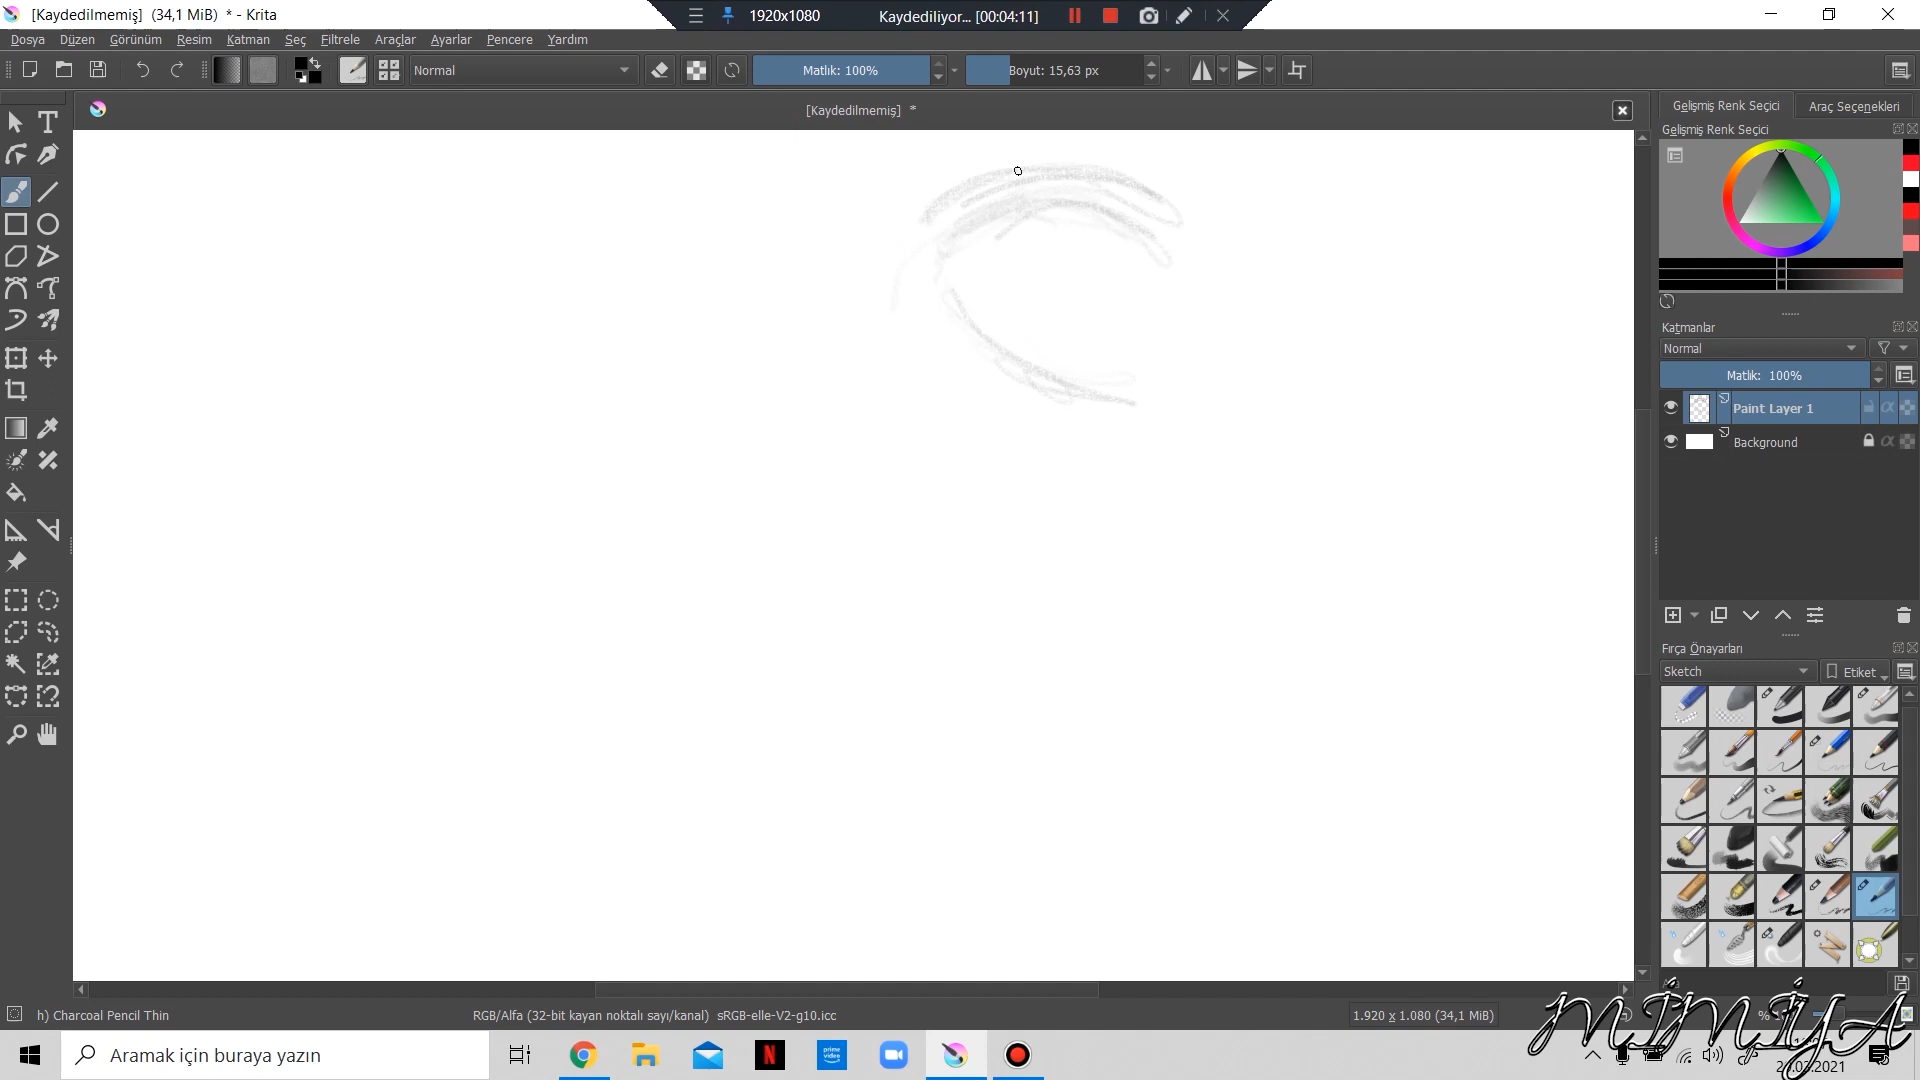 [Kaydedilmemiş] (34,1 MiB) * - Krita
1920x1080 Kaydediliyor... [00:04:11]
Dosya Düzen Görünüm Resim Katman Seç Filtrele Araçlar Ayarlar Pencere Yardım
Normal Matlık: 100% Boyut: 15,63 px
[Kaydedilmemiş] *
Gelişmiş Renk Seçici Araç Seçenekleri
Gelişmiş Renk Seçici
Katmanlar
Normal
Matlık: 100%
Paint Layer 1
Background
Fırça Önayarları
Sketch Etiket
h) Charcoal Pencil Thin RGB/Alfa (32-bit kayan noktalı sayı/kanal) sRGB-elle-V2-g10.icc 1.920 x 1.080 (34,1 MiB)
MİMİYA
Aramak için buraya yazın